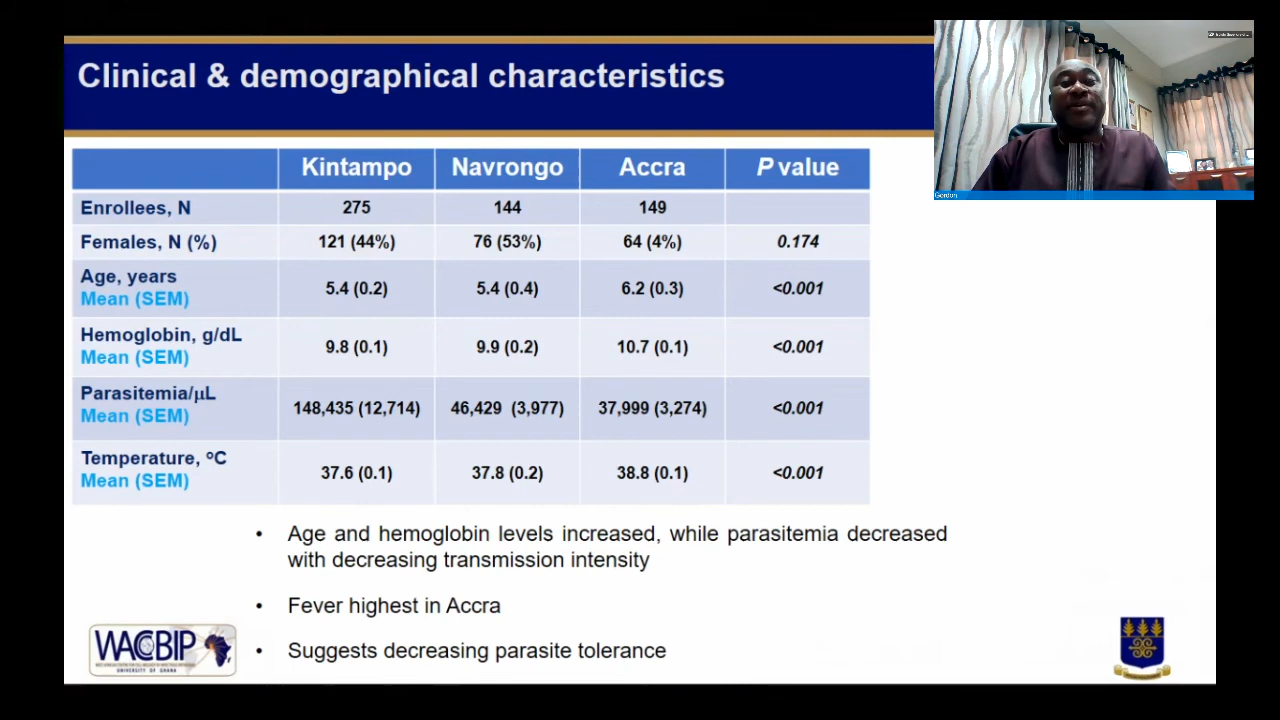 Clinical & demographical characteristics
Kintampo Navrongo Accra P value
Enrollees, N 275 144 149
Females, N (%) 121 (44%) 76 (53%) 64 (4%) 0.174
Age, years
Mean (SEM) 5.4 (0.2) 5.4 (0.4) 6.2 (0.3) <0.001
Hemoglobin, g/dL
Mean (SEM) 9.8 (0.1) 9.9 (0.2) 10.7 (0.1) <0.001
Parasitemia/μL
Mean (SEM) 148,435 (12,714) 46,429 (3,977) 37,999 (3,274) <0.001
Temperature, ºC
Mean (SEM) 37.6 (0.1) 37.8 (0.2) 38.8 (0.1) <0.001
• Age and hemoglobin levels increased, while parasitemia decreased
with decreasing transmission intensity
• Fever highest in Accra
• Suggests decreasing parasite tolerance
WACCBIP
UNIVERSITY OF GHANA
Gordon